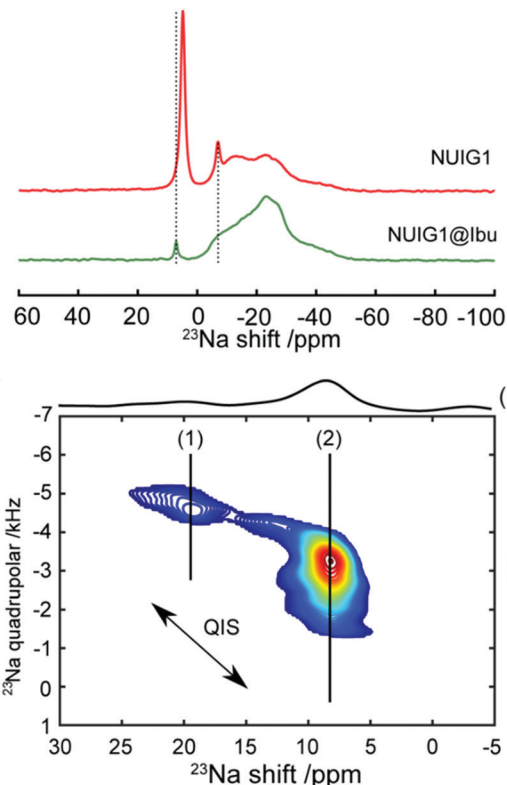 NUIG1
NUIG1@Ibu
60 40 20 0 -20 -40 -60 -80 -100
²³Na shift /ppm
(
-7
(1) (2)
-6
-5
-4
-3
-2
QIS
-1
0
1
²³Na quadrupolar /kHz
30 25 20 15 10 5 0 -5
²³Na shift /ppm